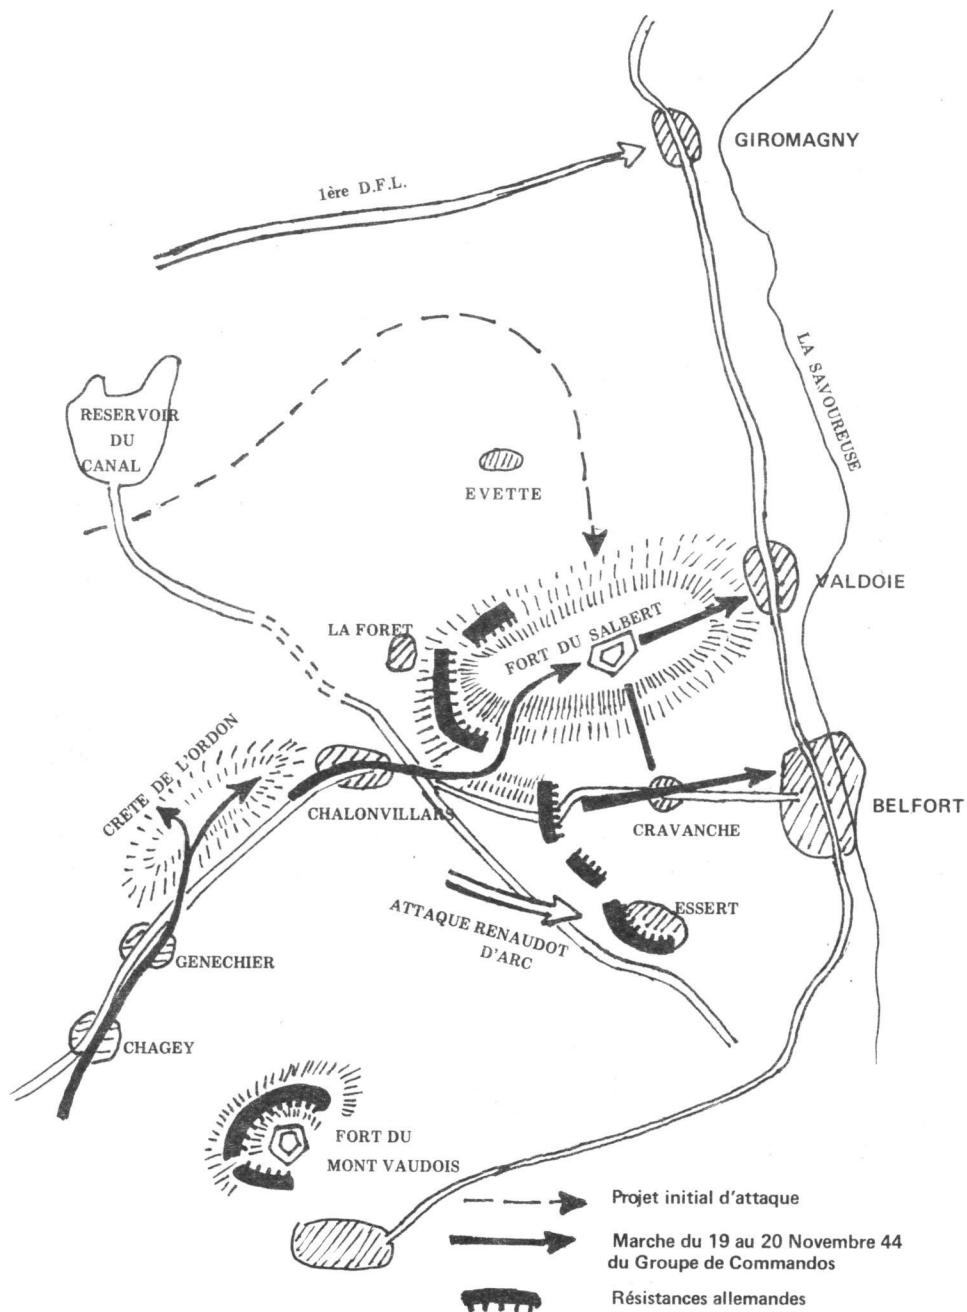 GIROMAGNY
1ère D.F.L.
LA SAVOUREUSE
RESERVOIR
DU
CANAL
EVETTE
VALDOIE
LA FORET
FORT DU SALBERT
CRETE DE L'ORDON
CHALONVILLARS
CRAVANCHE
BELFORT
ATTAQUE RENAUDOT
D'ARC
ESSERT
GENECHIER
CHAGEY
FORT DU
MONT VAUDOIS
Projet initial d'attaque
Marche du 19 au 20 Novembre 44
du Groupe de Commandos
Résistances allemandes